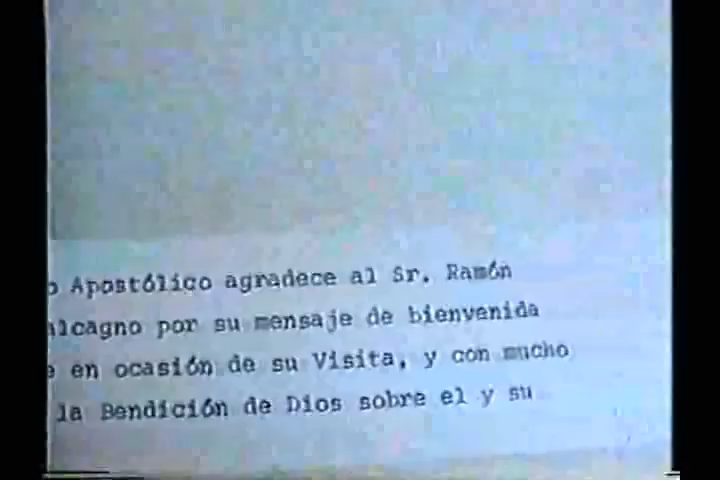 o Apostólico agradece al Sr. Ramón
alcagno por su mensaje de bienvenida
e en ocasión de su Visita, y con mucho
la Bendición de Dios sobre el y su